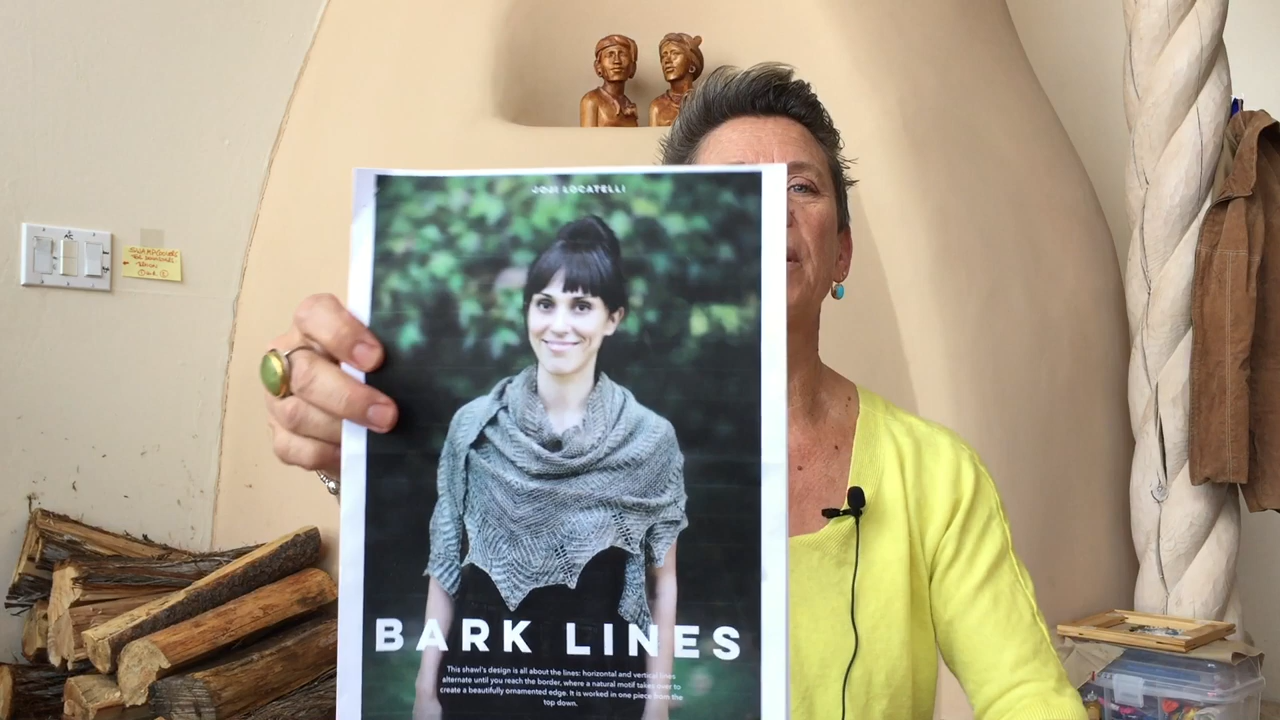 JOJI LOCATELLI
BARK LINES
This shawl's design is all about the lines: horizontal and vertical lines
alternate until you reach the border, where a natural motif takes over to
create a beautifully ornamented edge. It is worked in one piece from the
top down.